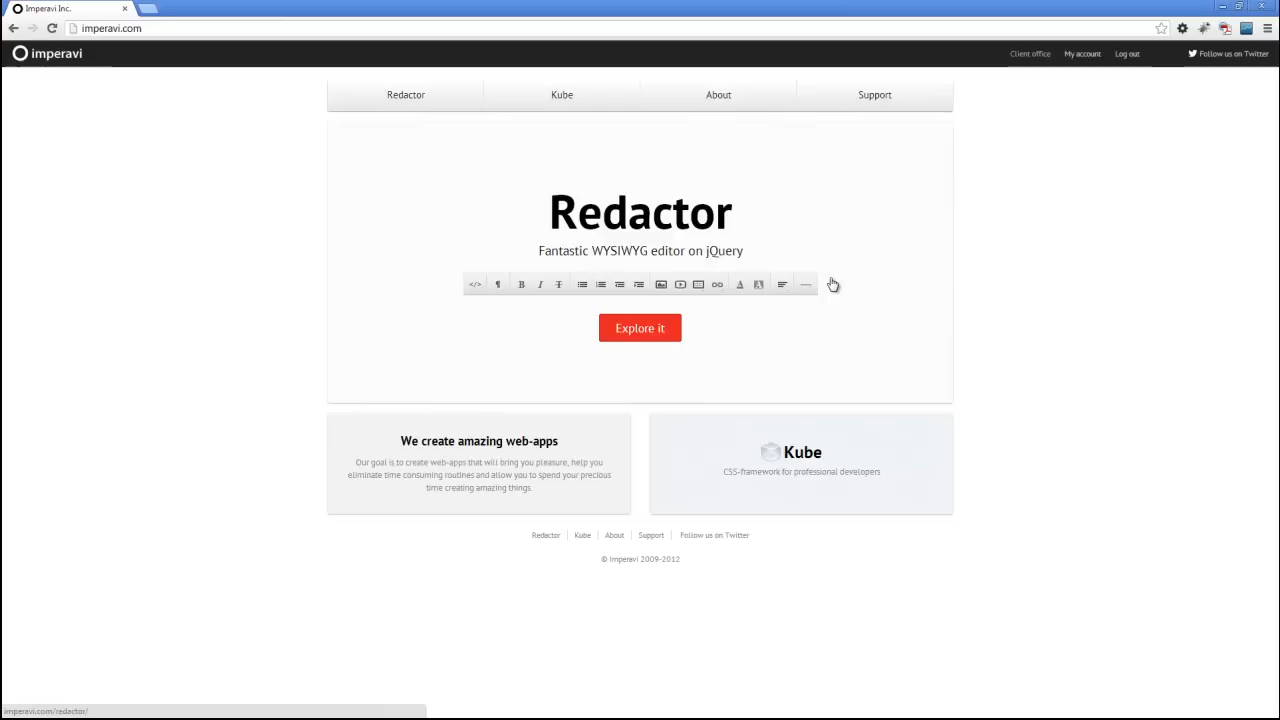 Imperavi Inc.
imperavi.com
imperavi
Client office My account Log out Follow us on Twitter
Redactor Kube About Support
Redactor
Fantastic WYSIWYG editor on jQuery
</> ¶ B I T A A
Explore it
We create amazing web-apps
Our goal is to create web-apps that will bring you pleasure, help you
eliminate time consuming routines and allow you to spend your precious
time creating amazing things.
Kube
CSS-framework for professional developers
Redactor Kube About Support Follow us on Twitter
© Imperavi 2009-2012
imperavi.com/redactor/